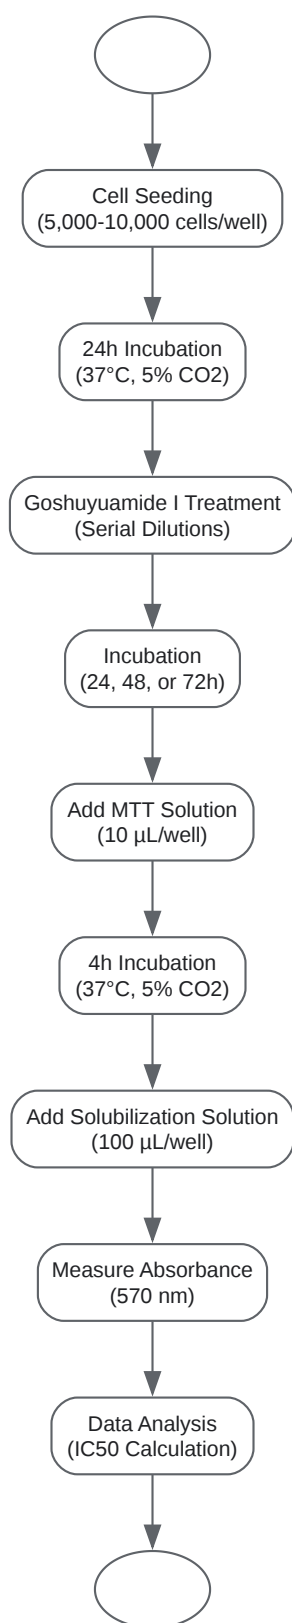 Cell Seeding
(5,000-10,000 cells/well)
24h Incubation
(37°C, 5% CO2)
Goshuyuamide I Treatment
(Serial Dilutions)
Incubation
(24, 48, or 72h)
Add MTT Solution
(10 µL/well)
4h Incubation
(37°C, 5% CO2)
Add Solubilization Solution
(100 µL/well)
Measure Absorbance
(570 nm)
Data Analysis
(IC50 Calculation)